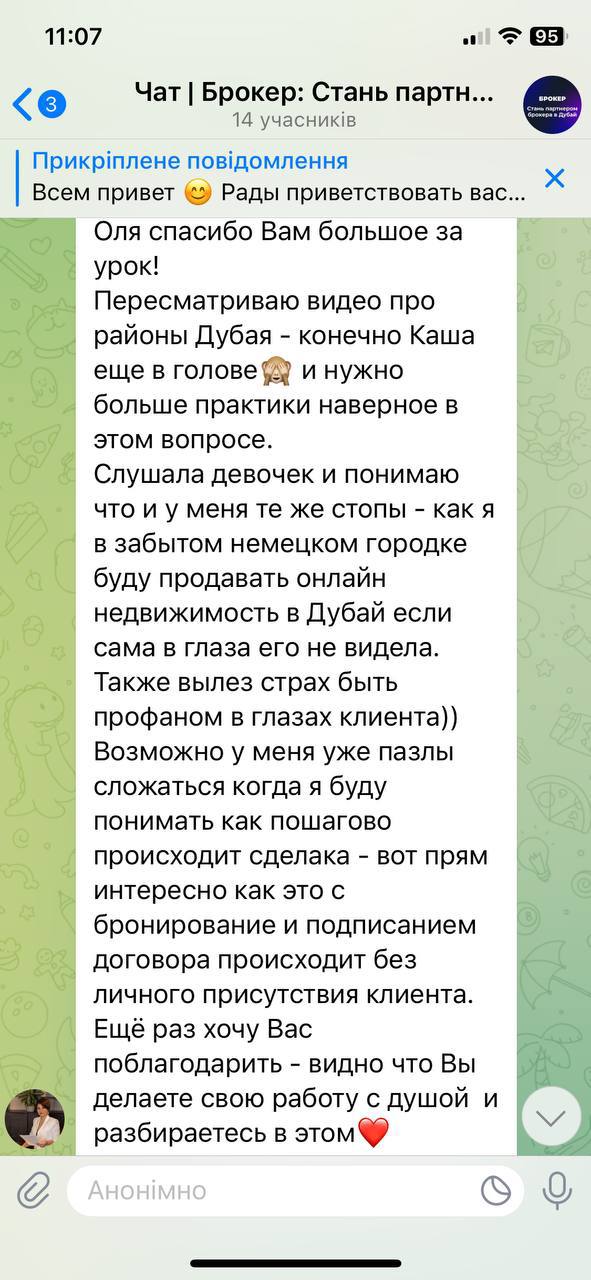 11:07
95
3
Чат | Брокер: Стань партн...
14 учасників
БРОКЕР
Стань партнером
брокера в Дубай
Прикріплене повідомлення
Всем привет 😊 Рады приветствовать вас...
Оля спасибо Вам большое за
урок!
Пересматриваю видео про
районы Дубая - конечно Каша
еще в голове🙈 и нужно
больше практики наверное в
этом вопросе.
Слушала девочек и понимаю
что и у меня те же стопы - как я
в забытом немецком городке
буду продавать онлайн
недвижимость в Дубай если
сама в глаза его не видела.
Также вылез страх быть
профаном в глазах клиента))
Возможно у меня уже пазлы
сложаться когда я буду
понимать как пошагово
происходит сделака - вот прям
интересно как это с
бронирование и подписанием
договора происходит без
личного присутствия клиента.
Ещё раз хочу Вас
поблагодарить - видно что Вы
делаете свою работу с душой  и
разбираетесь в этом❤️
Анонімно